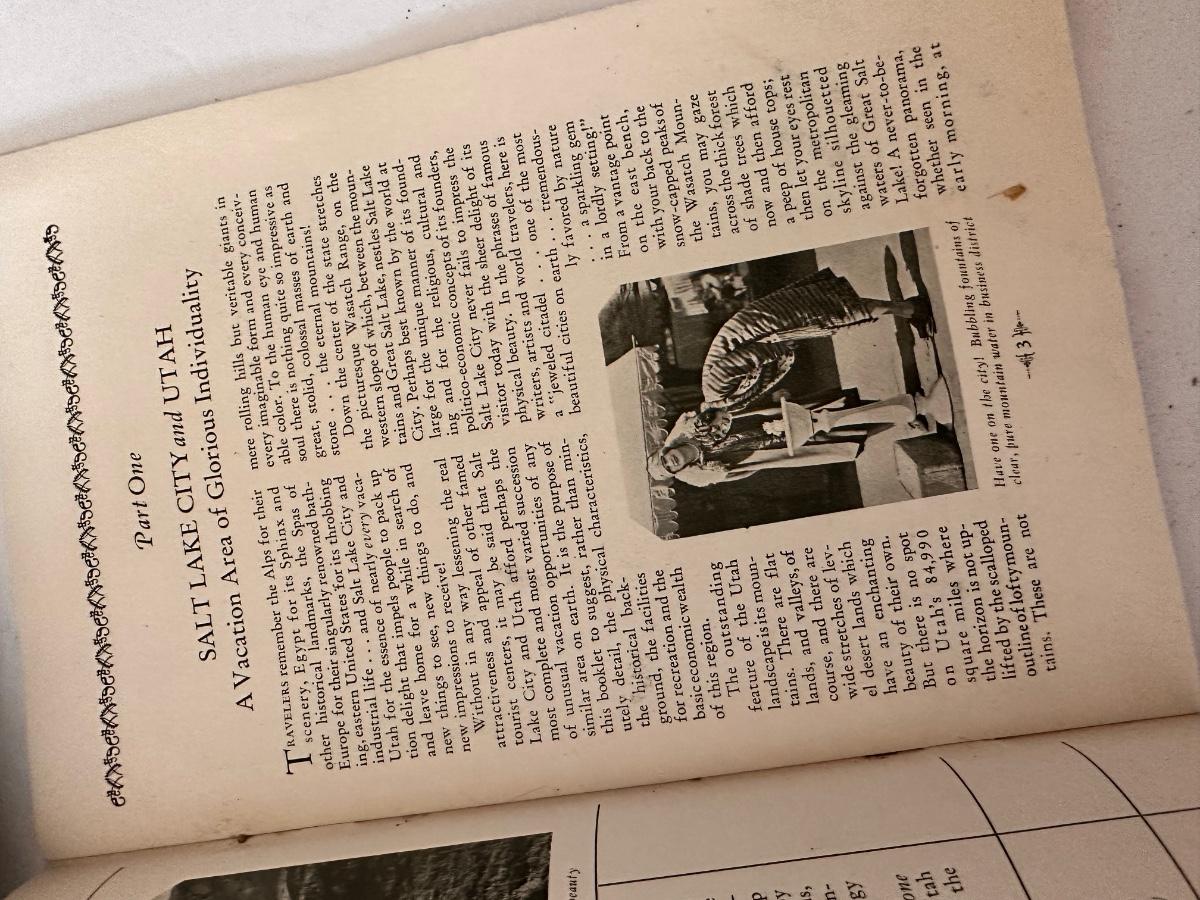 Part One
SALT LAKE CITY and UTAH
A Vacation Area of Glorious Individuality
TRAVELERS remember the Alps for their
scenery, Egypt for its Sphinx and
other historical landmarks, the Spas of
Europe for their singularly renowned bath-
ing, eastern United States for its throbbing
industrial life . . . and Salt Lake City and
Utah for the essence of nearly every vaca-
tion delight that impels people to pack up
and leave home for a while in search of
new things to see, new things to do, and
new impressions to receive!
Without in any way lessening the real
attractiveness and appeal of other famed
tourist centers, it may be said that Salt
Lake City and Utah afford perhaps the
most complete and most varied succession
of unusual vacation opportunities of any
similar area on earth. It is the purpose of
this booklet to suggest, rather than min-
utely detail, the physical characteristics,
the historical back-
ground, the facilities
for recreation and the
basic economic wealth
of this region.
The outstanding
feature of the Utah
landscape is its moun-
tains. There are flat
lands, and valleys, of
course, and there are
wide stretches of lev-
el desert lands which
have an enchanting
beauty of their own.
But there is no spot
on Utah's 84,990
square miles where
the horizon is not up-
lifted by the scalloped
outline of lofty moun-
tains. These are not
mere rolling hills but veritable giants in
every imaginable form and every conceiv-
able color. To the human eye and human
soul there is nothing quite so impressive as
great, stolid, colossal masses of earth and
stone . . . the eternal mountains!
Down the center of the state stretches
the picturesque Wasatch Range, on the
western slope of which, between the moun-
tains and Great Salt Lake, nestles Salt Lake
City. Perhaps best known by the world at
large for the unique manner of its found-
ing and for the religious, cultural and
politico-economic concepts of its founders,
Salt Lake City never fails to impress the
visitor today with the sheer delight of its
physical beauty. In the phrases of famous
writers, artists and world travelers, here is
a "jeweled citadel . . . one of the most
beautiful cities on earth . . . tremendous-
ly favored by nature
. . . a sparkling gem
in a lordly setting!"
From a vantage point
on the east bench,
with your back to the
snow-capped peaks of
the Wasatch Moun-
tains, you may gaze
across the thick forest
of shade trees which
now and then afford
a peep of house tops;
then let your eyes rest
on the metropolitan
skyline silhouetted
against the gleaming
waters of Great Salt
Lake! A never-to-be-
forgotten panorama,
whether seen in the
early morning, at
Have one on the city! Bubbling fountains of
clear, pure mountain water in business district
3
beauty
one
tah
the